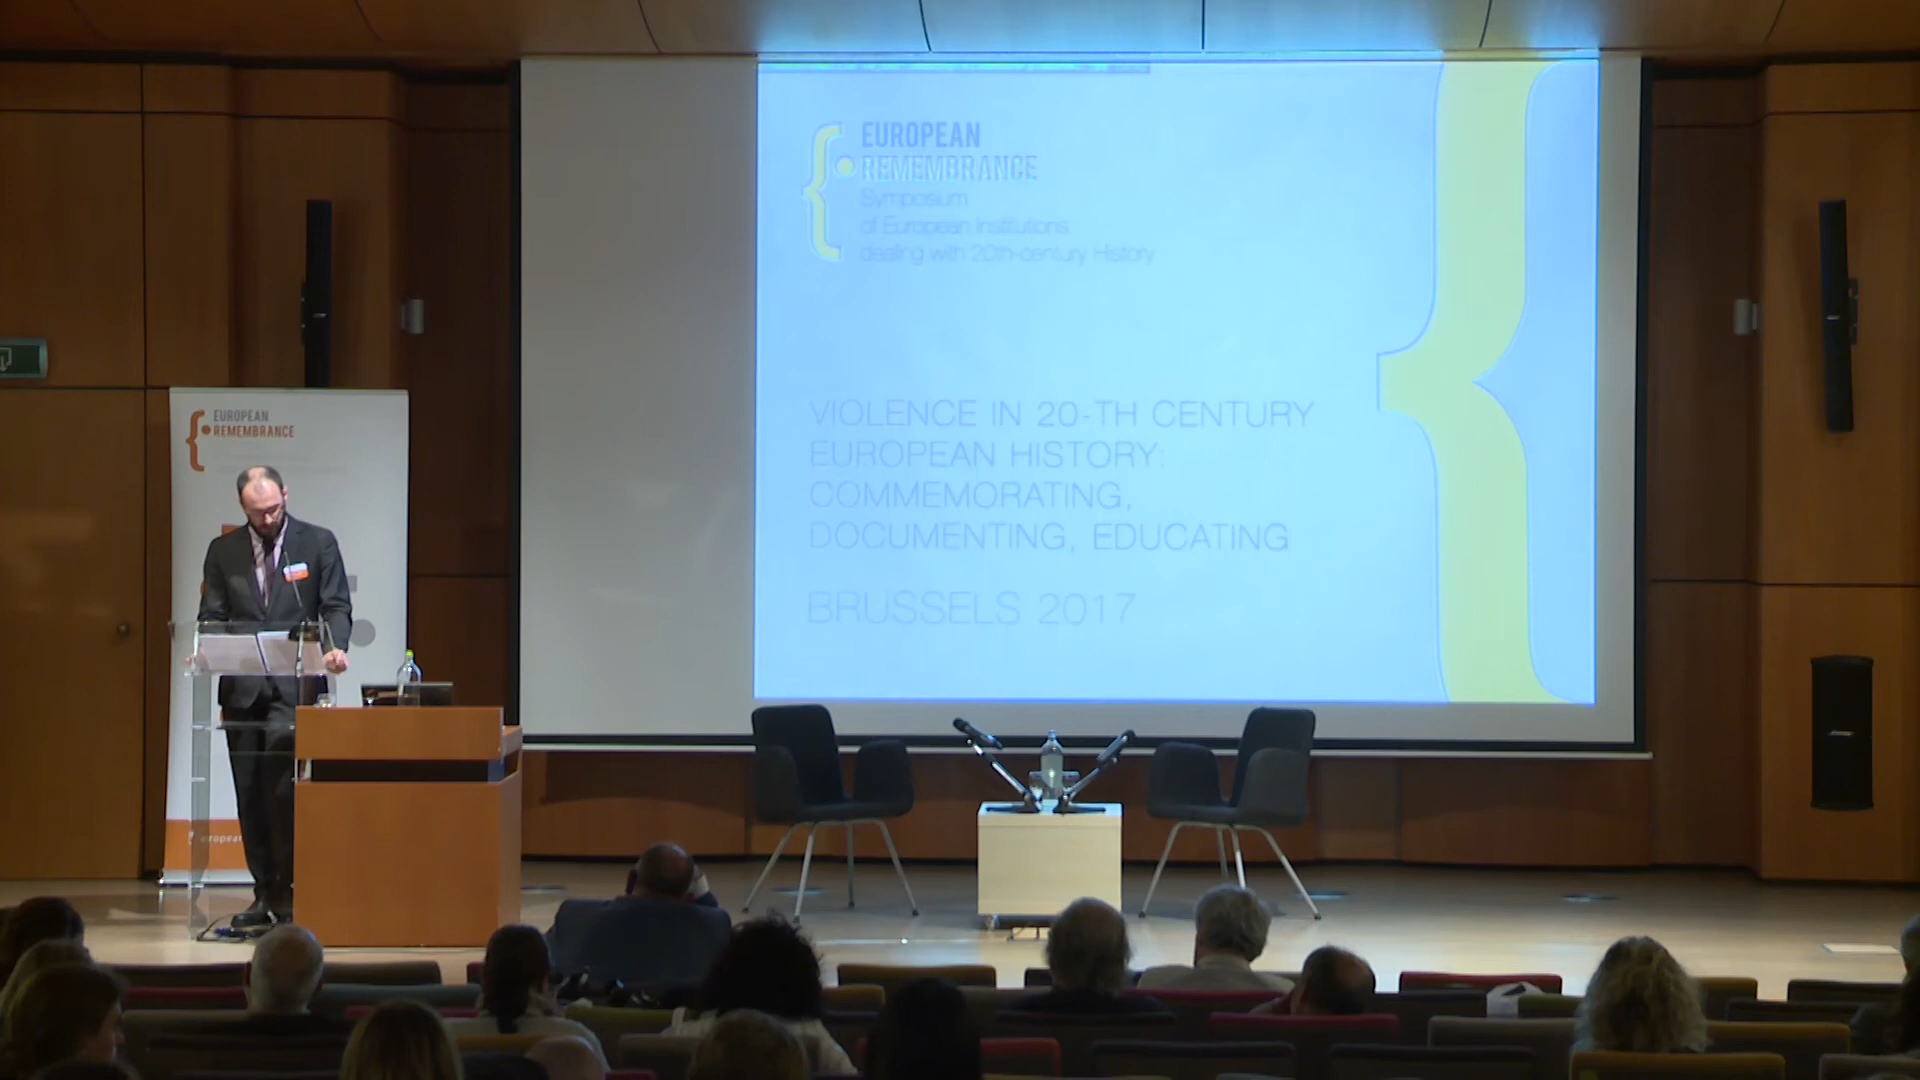 EUROPEAN
REMEMBRANCE
Symposium
of European Institutions
dealing with 20th-century History
VIOLENCE IN 20-TH CENTURY
EUROPEAN HISTORY:
COMMEMORATING,
DOCUMENTING, EDUCATING
BRUSSELS 2017
EUROPEAN
REMEMBRANCE